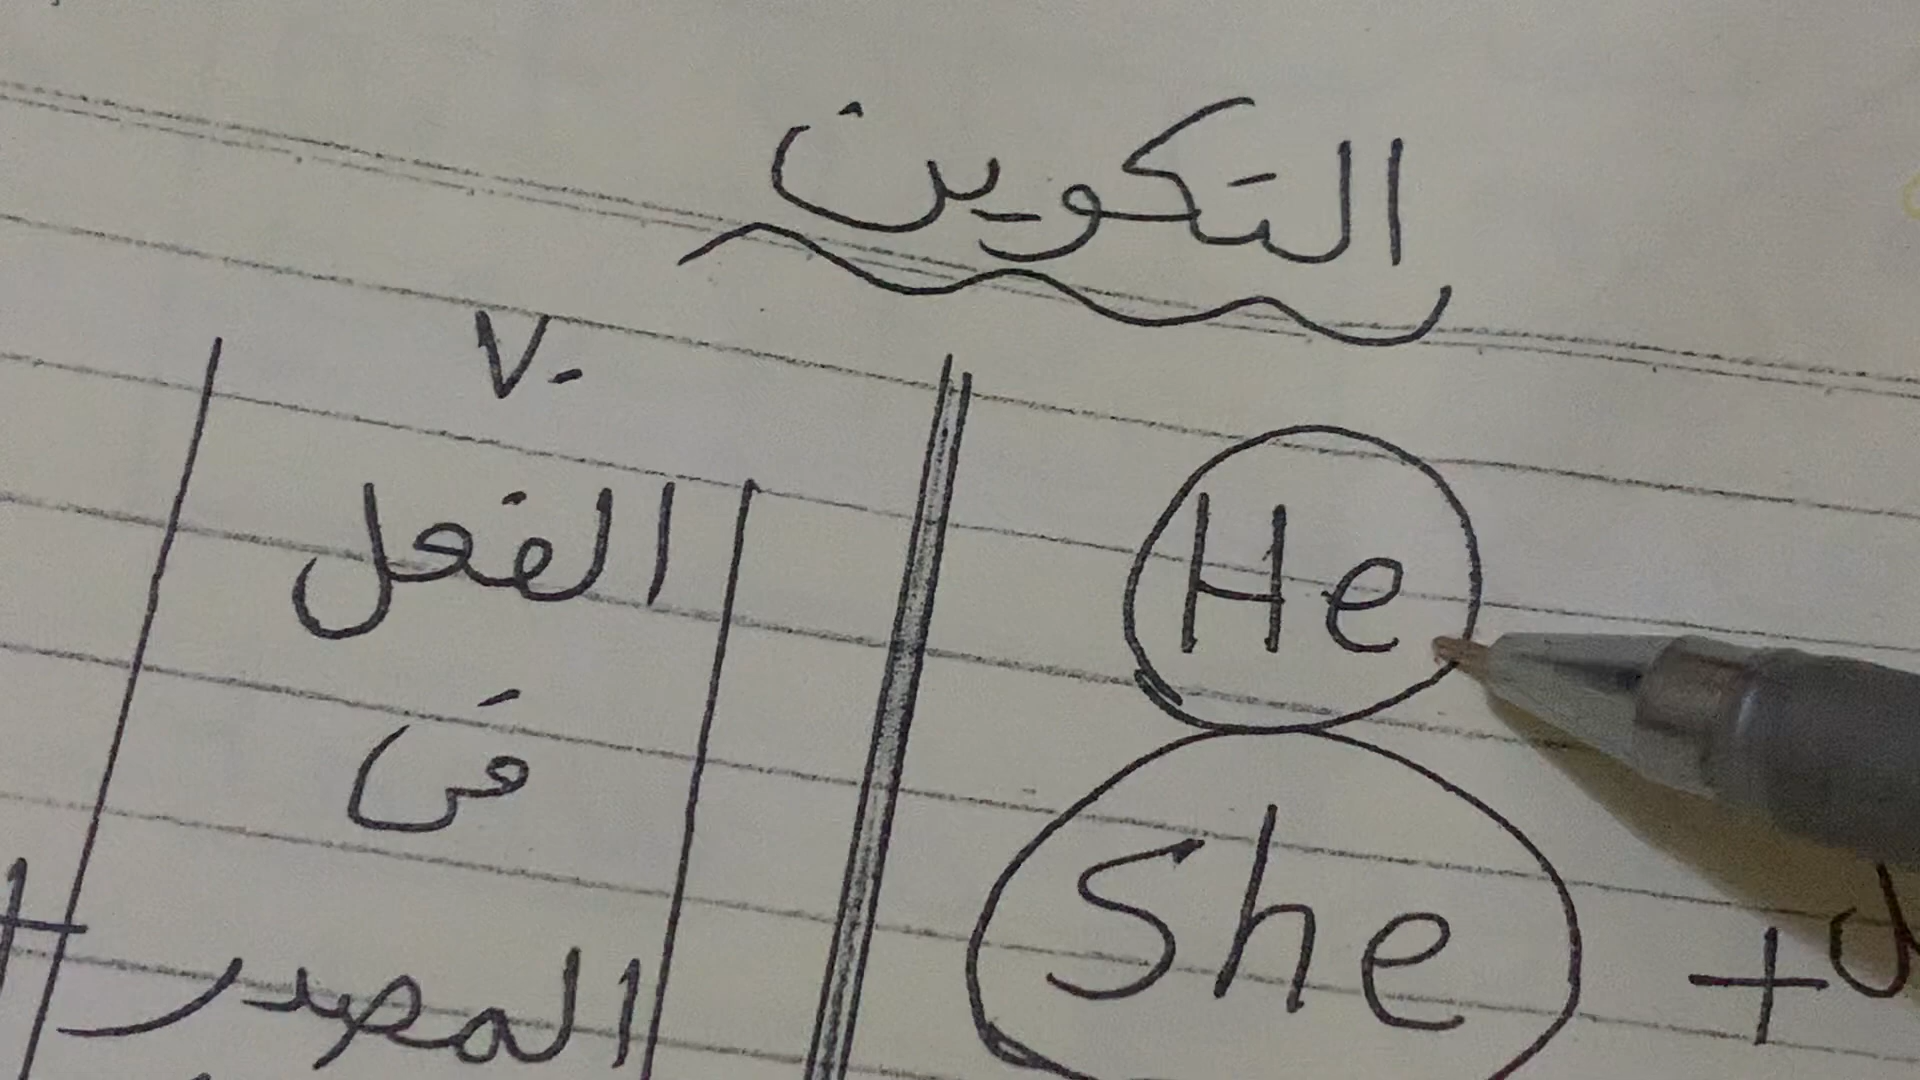 التكوين
V.
الفعل
فى
المصدر
+
He
She
+